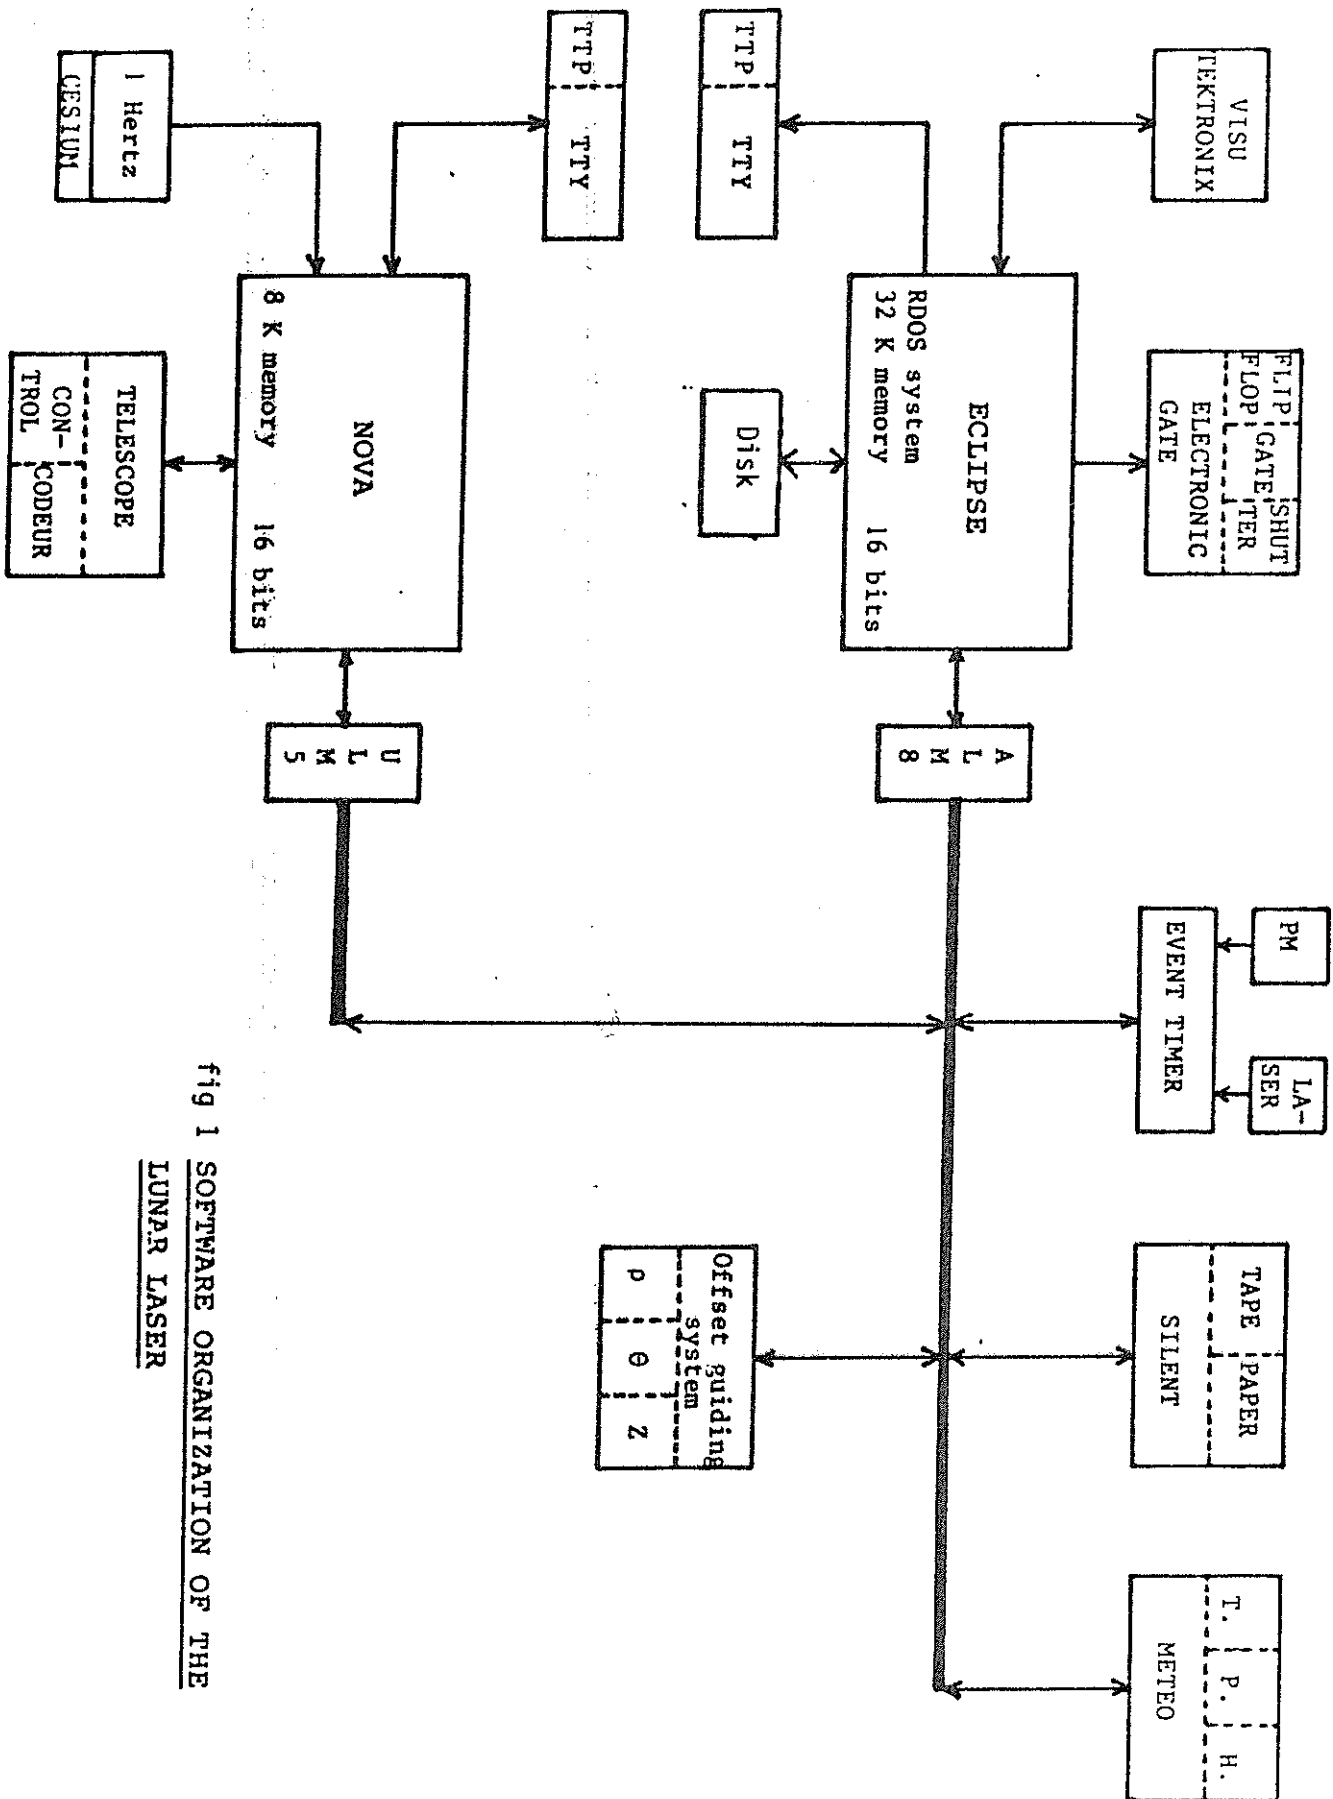 VISU
TEKTRONIX
FLIP GATE SHUT
FLOP TER
ELECTRONIC
GATE
PM
LA-
SER
EVENT TIMER
TAPE PAPER
SILENT
T. P. H.
METEO
TTP TTY
ECLIPSE
RDOS system
32 K memory 16 bits
A
L
M
8
Disk
Offset guiding
system
ρ θ Z
TTP TTY
NOVA
8 K memory 16 bits
U
L
M
5
1 Hertz
CESIUM
TELESCOPE
CON-
TROL
CODEUR
fig 1 SOFTWARE ORGANIZATION OF THE
LUNAR LASER